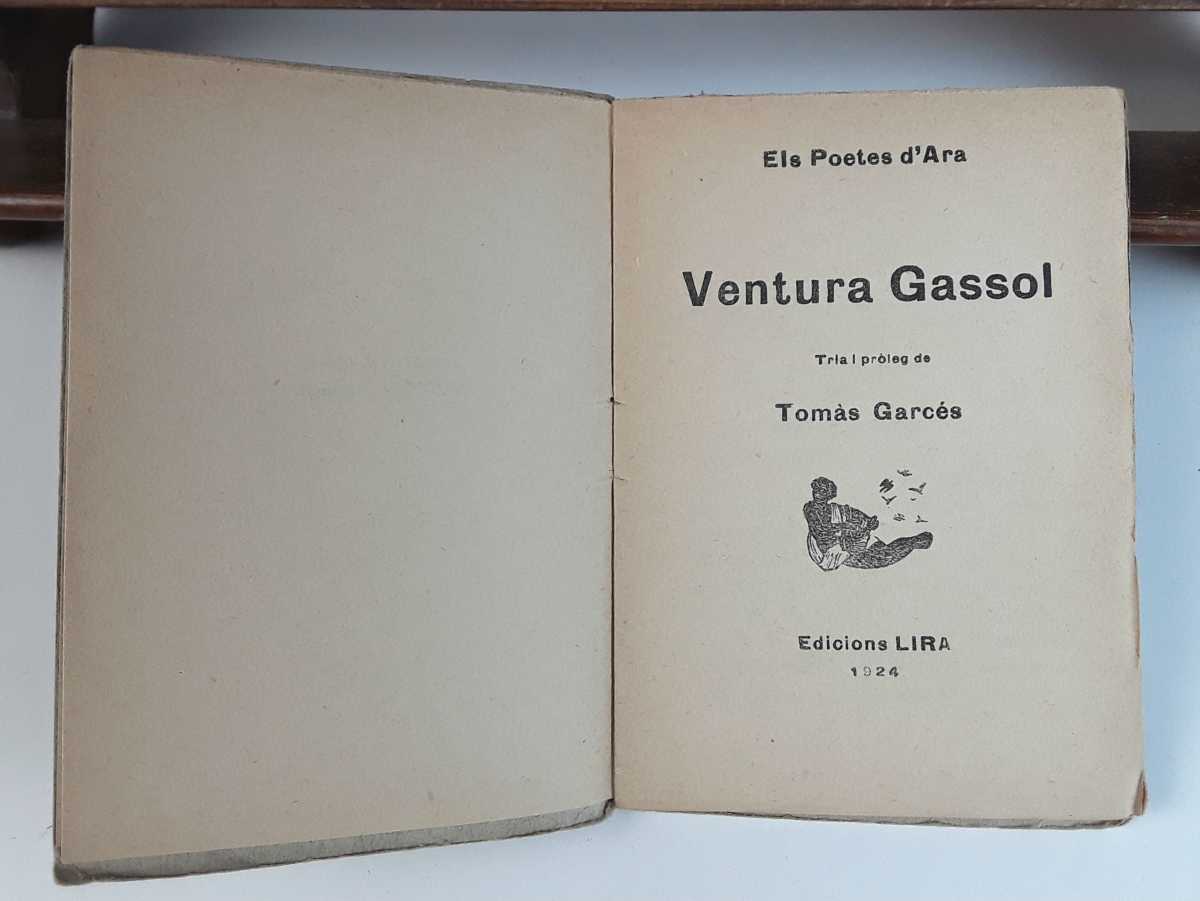 Els Poetes d'Ara
Ventura Gassol
Tria i pròleg de
Tomàs Garcés
Edicions LIRA
1924